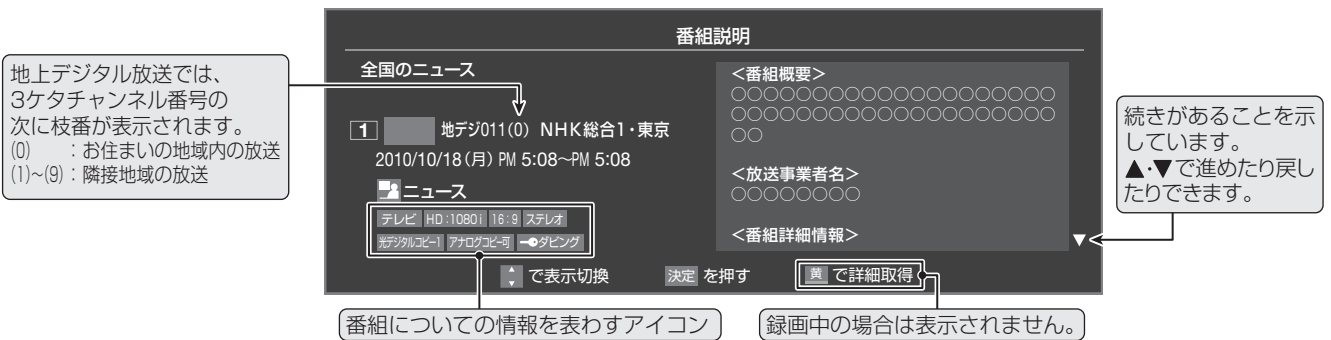 番組説明
地上デジタル放送では、
3ケタチャンネル番号の
次に枝番が表示されます。
(0)　：お住まいの地域内の放送
(1)~(9)：隣接地域の放送
全国のニュース
1 地デジ011(0) NHK総合1・東京
2010/10/18(月) PM 5:08~PM 5:08
ニュース
テレビ HD:1080i 16:9 ステレオ
光デジタルコピー1 アナログコピー可 ダビング
<番組概要>
○○○○○○○○○○○○○○○○○○○○
○○○○○○○○○○○○○○○○○○○○
○○
<放送事業者名>
○○○○○○○○
<番組詳細情報>
▼
続きがあることを示
しています。
▲・▼で進めたり戻し
たりできます。
で表示切換 決定 を押す 黄 で詳細取得
番組についての情報を表わすアイコン
録画中の場合は表示されません。